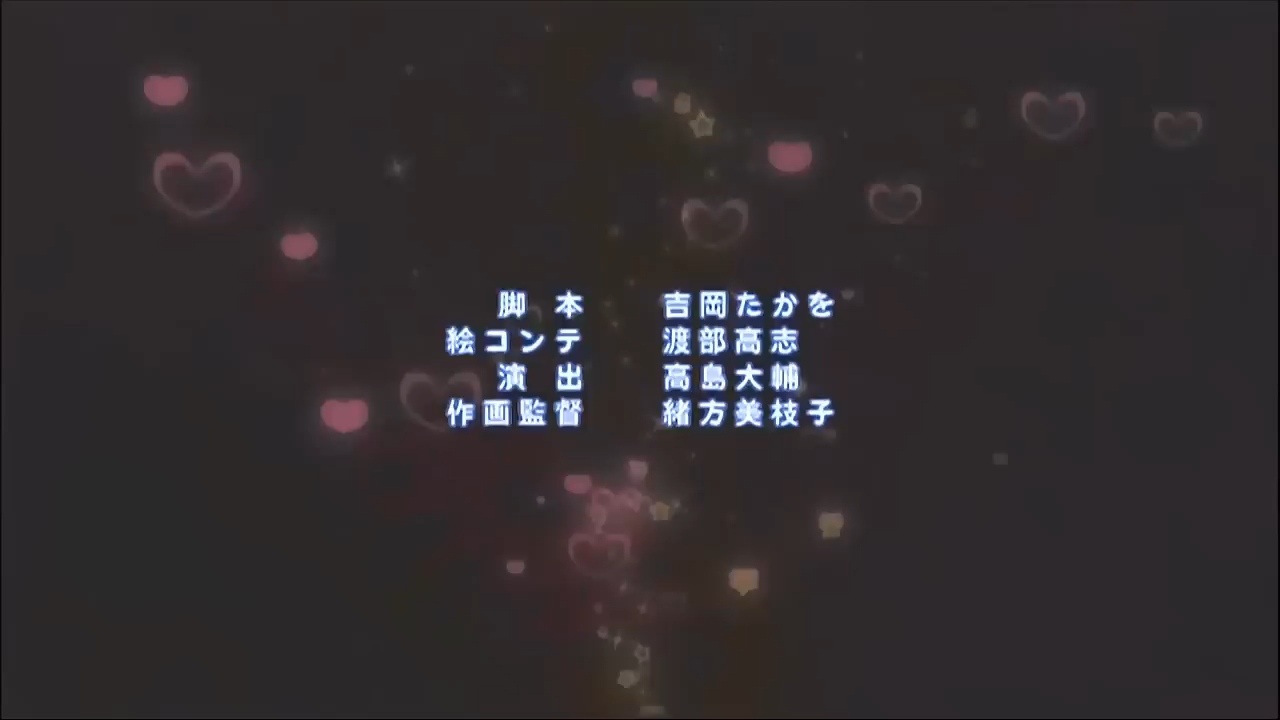 脚　本　　吉岡たかを
絵コンテ　　渡部高志
演　出　　高島大輔
作画監督　　緒方美枝子